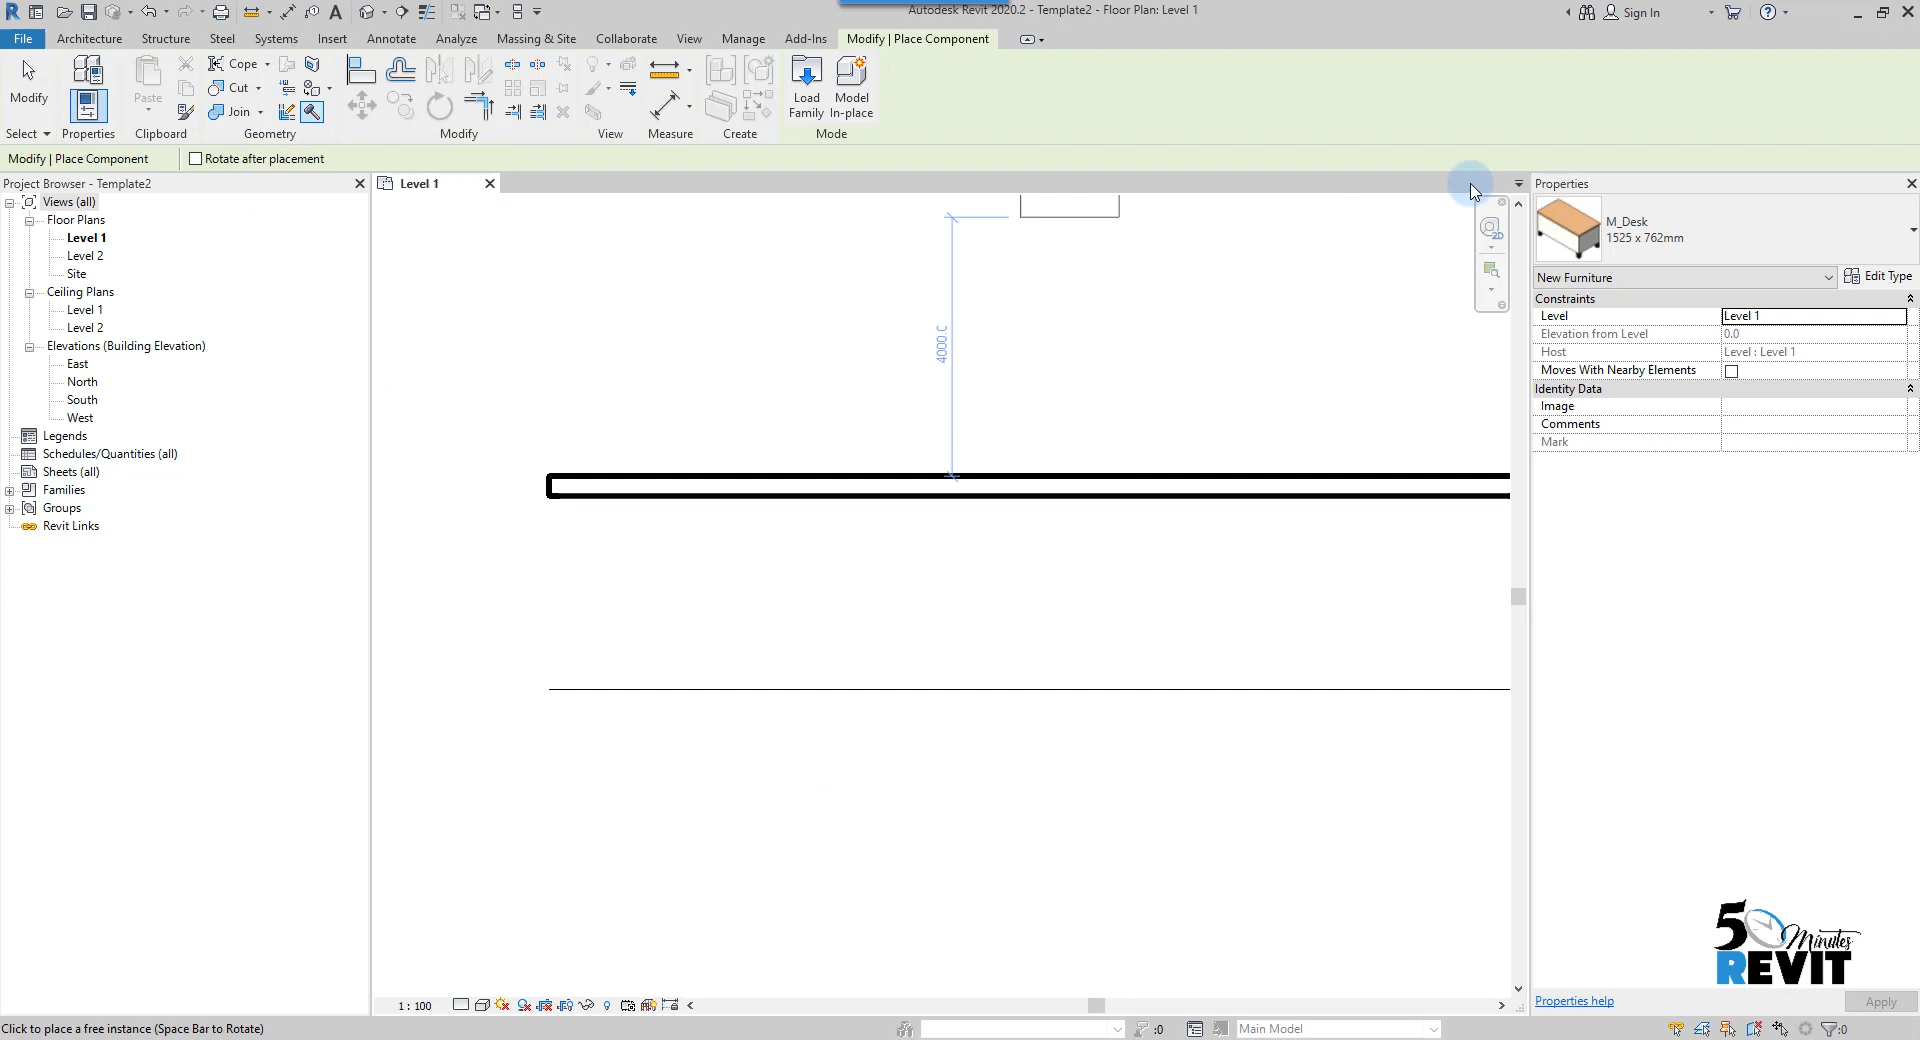 Autodesk Revit 2020.2 - Template2 - Floor Plan: Level 1
Sign In
File
Architecture
Structure
Steel
Systems
Insert
Annotate
Analyze
Massing & Site
Collaborate
View
Manage
Add-Ins
Modify | Place Component
Modify
Paste
Cope
Cut
Join
Load Family
Model In-place
Select
Properties
Clipboard
Geometry
Modify
View
Measure
Create
Mode
Modify | Place Component
Rotate after placement
Project Browser - Template2
Views (all)
Floor Plans
Level 1
Level 2
Site
Ceiling Plans
Level 1
Level 2
Elevations (Building Elevation)
East
North
South
West
Legends
Schedules/Quantities (all)
Sheets (all)
Families
Groups
Revit Links
Level 1
2D
4000.0
Properties
M_Desk
1525 x 762mm
New Furniture
Edit Type
Constraints
Level
Level 1
Elevation from Level
0.0
Host
Level : Level 1
Moves With Nearby Elements
Identity Data
Image
Comments
Mark
50 Minutes
REVIT
Properties help
Apply
1 : 100
Click to place a free instance (Space Bar to Rotate)
:0
Main Model
:0